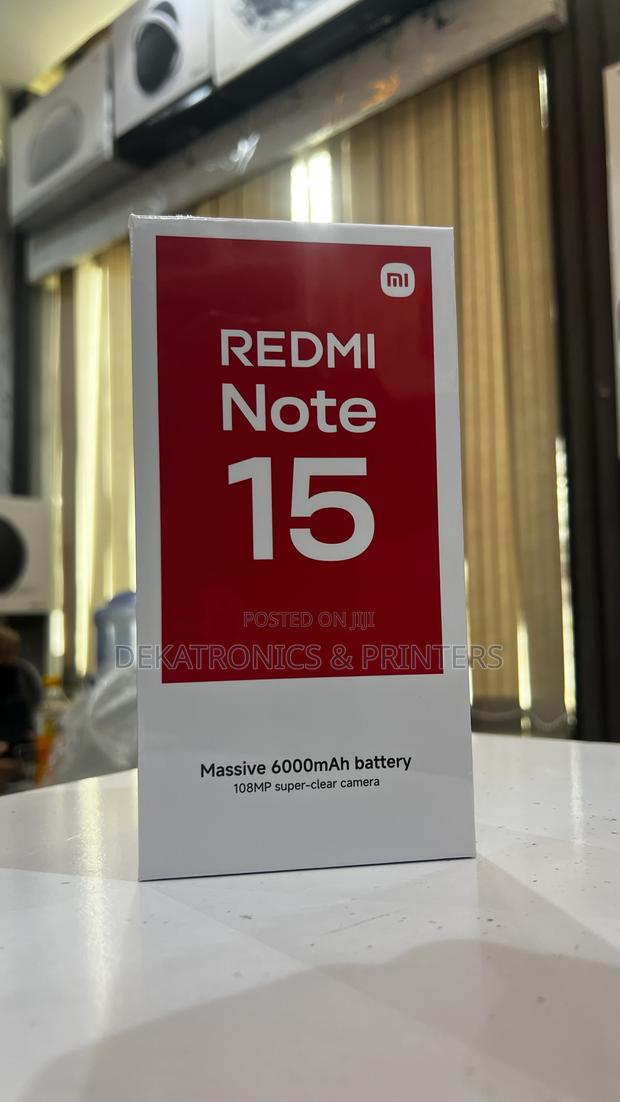 mi
REDMI
Note
15
POSTED ON JIJI
DEKATRONICS & PRINTERS
Massive 6000mAh battery
108MP super-clear camera